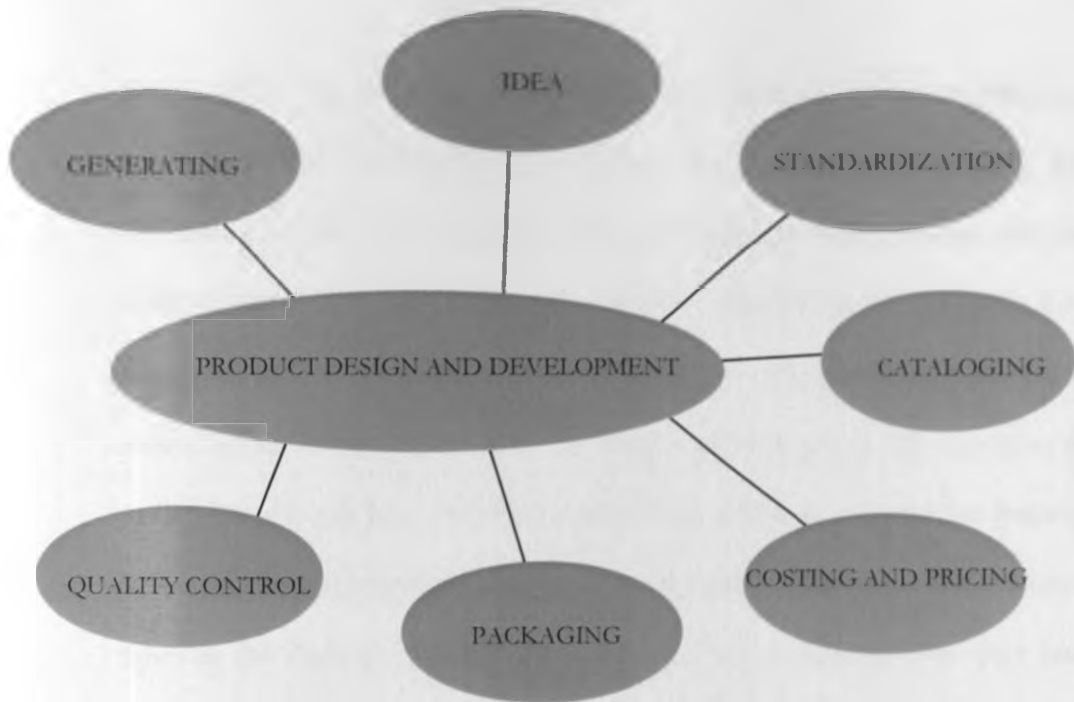 IDEA
GENERATING
STANDARDIZATION
PRODUCT DESIGN AND DEVELOPMENT
CATALOGING
QUALITY CONTROL
COSTING AND PRICING
PACKAGING